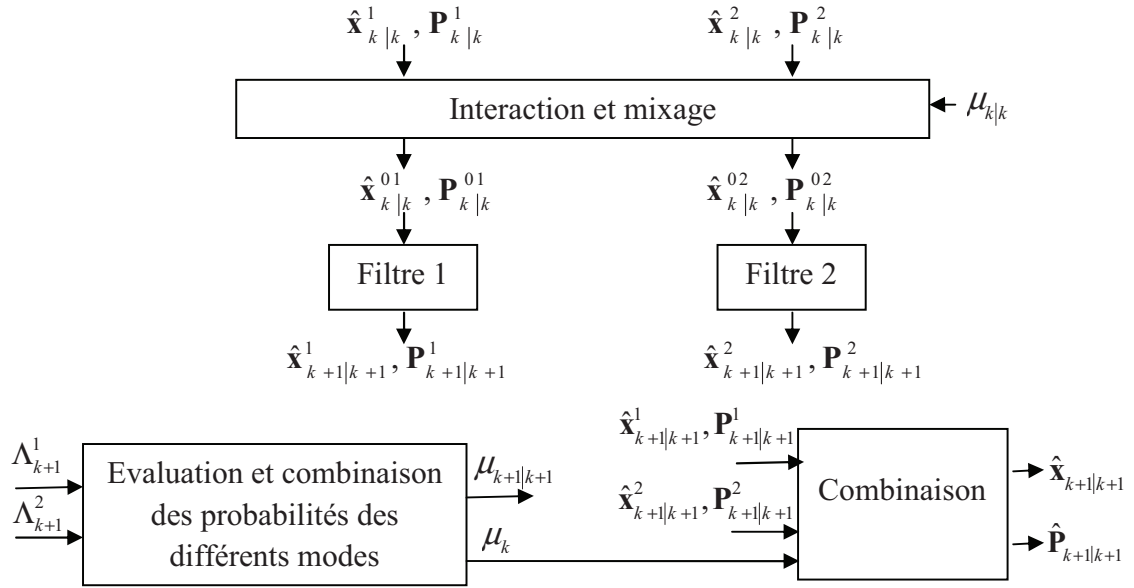 x̂¹ₖ|ₖ , P¹ₖ|ₖ
x̂²ₖ|ₖ , P²ₖ|ₖ
Interaction et mixage
μₖ|ₖ
x̂⁰¹ₖ|ₖ , P⁰¹ₖ|ₖ
x̂⁰²ₖ|ₖ , P⁰²ₖ|ₖ
Filtre 1
Filtre 2
x̂¹ₖ₊₁|ₖ₊₁ , P¹ₖ₊₁|ₖ₊₁
x̂²ₖ₊₁|ₖ₊₁ , P²ₖ₊₁|ₖ₊₁
Λ¹ₖ₊₁
Λ²ₖ₊₁
Evaluation et combinaison
des probabilités des
différents modes
μₖ₊₁|ₖ₊₁
μₖ
x̂¹ₖ₊₁|ₖ₊₁ , P¹ₖ₊₁|ₖ₊₁
x̂²ₖ₊₁|ₖ₊₁ , P²ₖ₊₁|ₖ₊₁
Combinaison
x̂ₖ₊₁|ₖ₊₁
P̂ₖ₊₁|ₖ₊₁